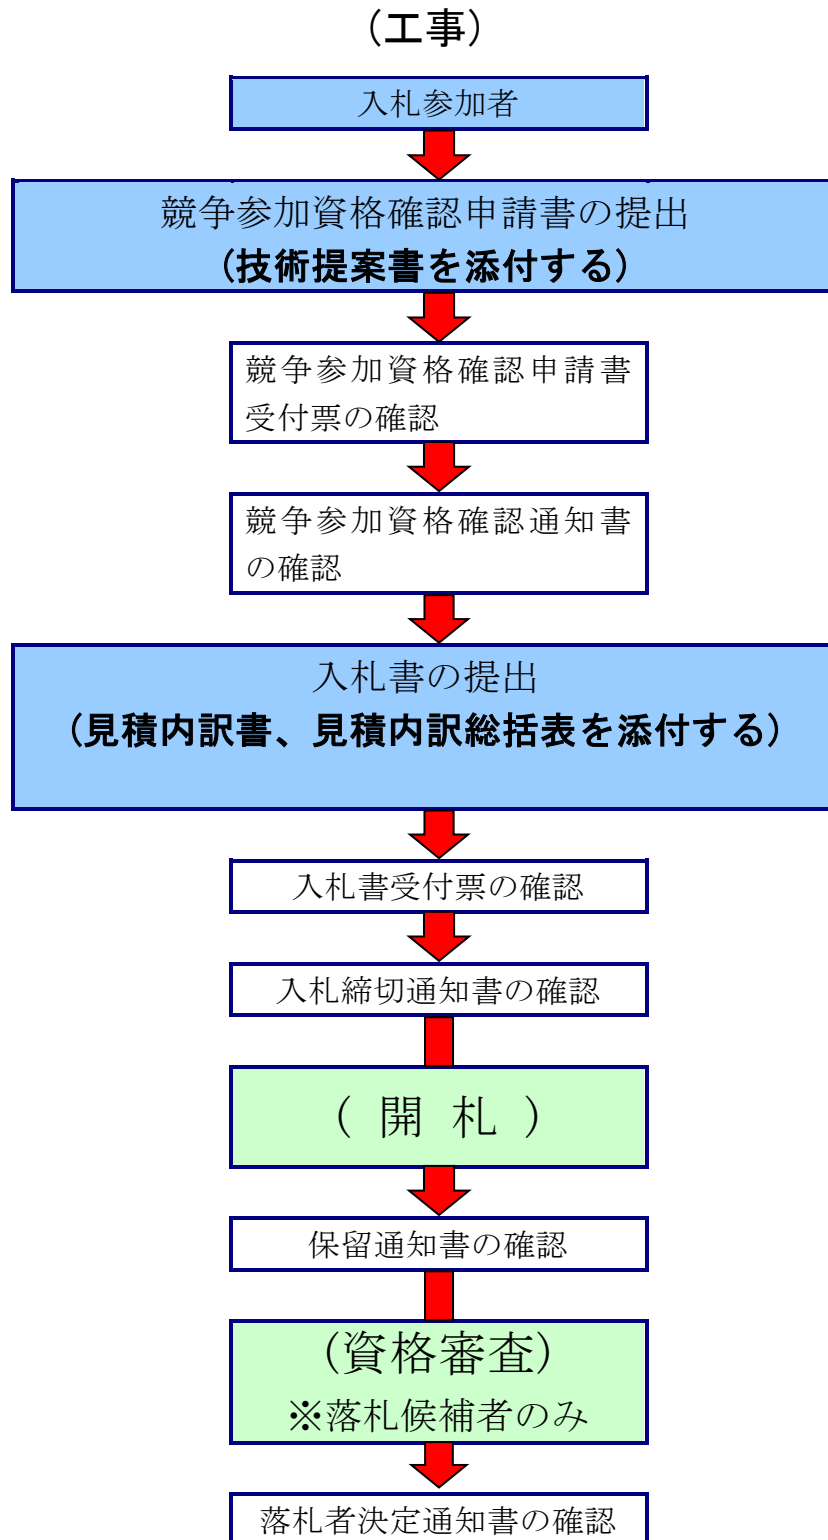 （工事）
入札参加者
競争参加資格確認申請書の提出
（技術提案書を添付する）
競争参加資格確認申請書
受付票の確認
競争参加資格確認通知書
の確認
入札書の提出
（見積内訳書、見積内訳総括表を添付する）
入札書受付票の確認
入札締切通知書の確認
（ 開 札 ）
保留通知書の確認
（資格審査）
※落札候補者のみ
落札者決定通知書の確認